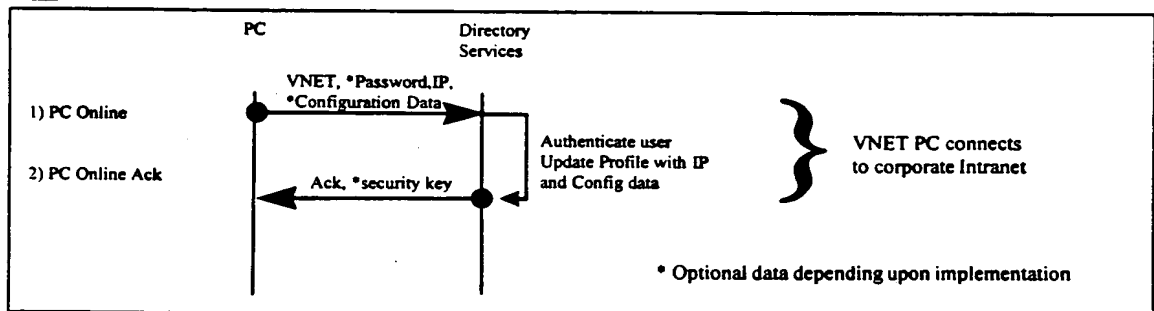 PC
Directory
Services
VNET, *Password,IP,
*Configuration Data
1) PC Online
Authenticate user
Update Profile with IP
and Config data
VNET PC connects
to corporate Intranet
2) PC Online Ack
Ack, *security key
* Optional data depending upon implementation